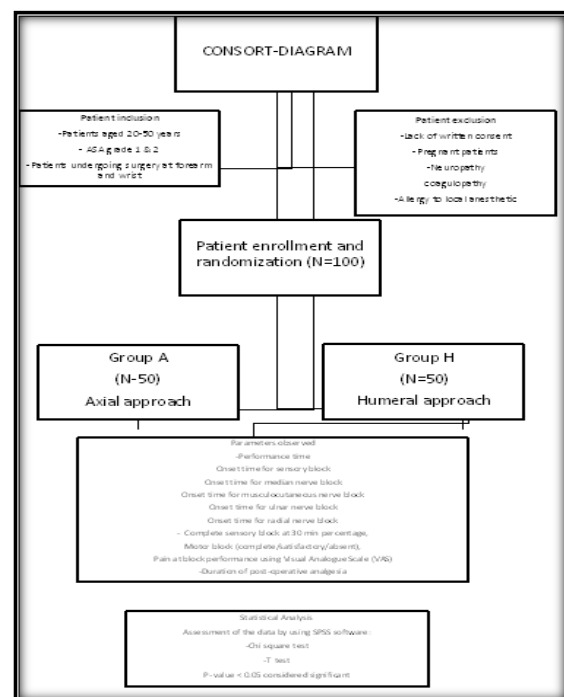 CONSORT-DIAGRAM
Patient inclusion
-Patients aged 20-50 years
- ASA grade 1 & 2
-Patients undergoing surgery at forearm
and wrist
Patient exclusion
-Lack of written consent
-Pregnant patients
-Neuropathy
coagulopathy
-Allergy to local anesthetic
Patient enrollment and
randomization (N=100)
Group A
(N-50)
Axial approach
Group H
(N=50)
Humeral approach
Parameters observed
-Performance time
Onset time for sensory block
Onset time for median nerve block
Onset time for musculocutaneous nerve block
Onset time for ulnar nerve block
Onset time for radial nerve block
- Complete sensory block at 30 min percentage,
Motor block (complete/satisfactory/absent),
Pain at block performance using Visual Analogue Scale (VAS)
-Duration of post-operative analgesia
Statistical Analysis
Assessment of the data by using SPSS software:
-Chi square test
-T test
P-value < 0.05 considered significant